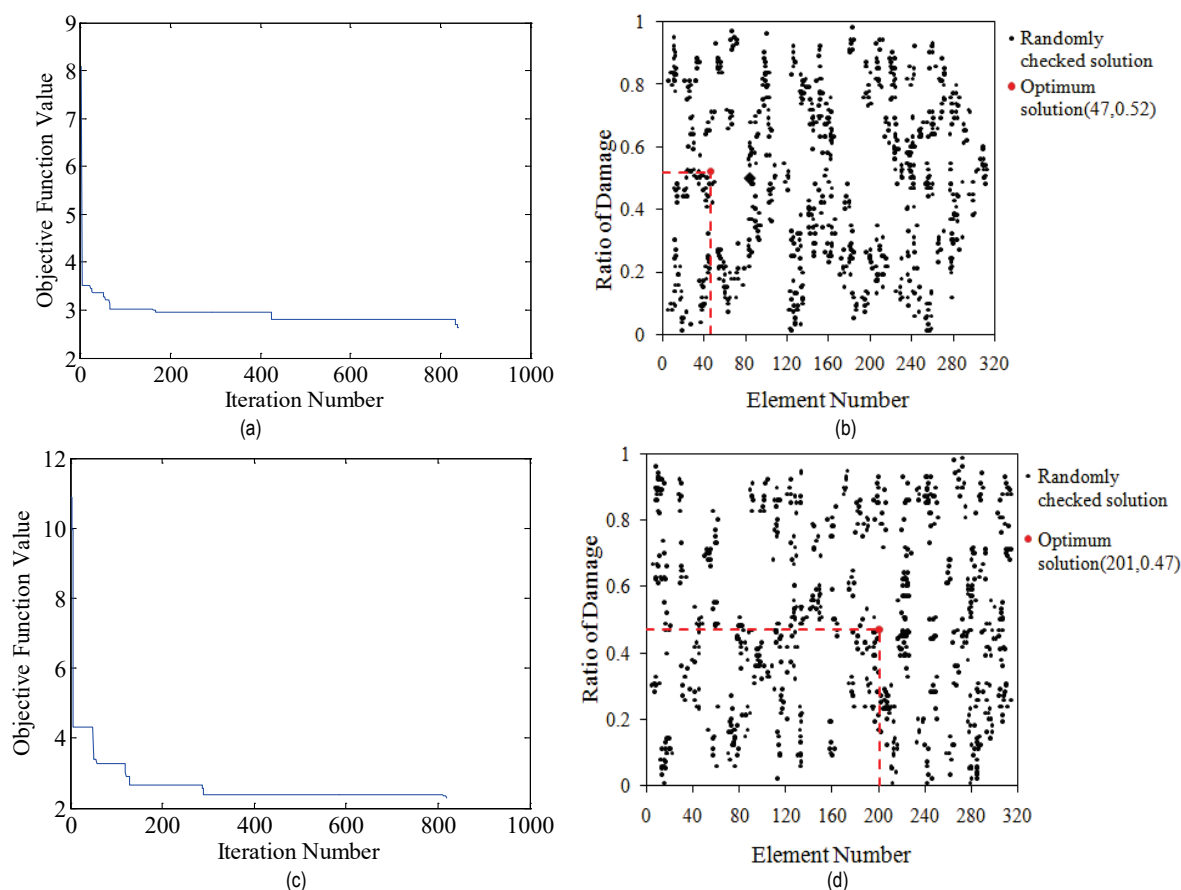 9
8
7
6
5
4
3
2
0
200
400
600
800
1000
Objective Function Value
Iteration Number
(a)
1
0.8
0.6
0.4
0.2
0
0
40
80
120
160
200
240
280
320
Ratio of Damage
Element Number
Randomly
checked solution
Optimum
solution(47,0.52)
(b)
12
10
8
6
4
2
0
200
400
600
800
1000
Objective Function Value
Iteration Number
(c)
1
0.8
0.6
0.4
0.2
0
0
40
80
120
160
200
240
280
320
Ratio of Damage
Element Number
Randomly
checked solution
Optimum
solution(201,0.47)
(d)